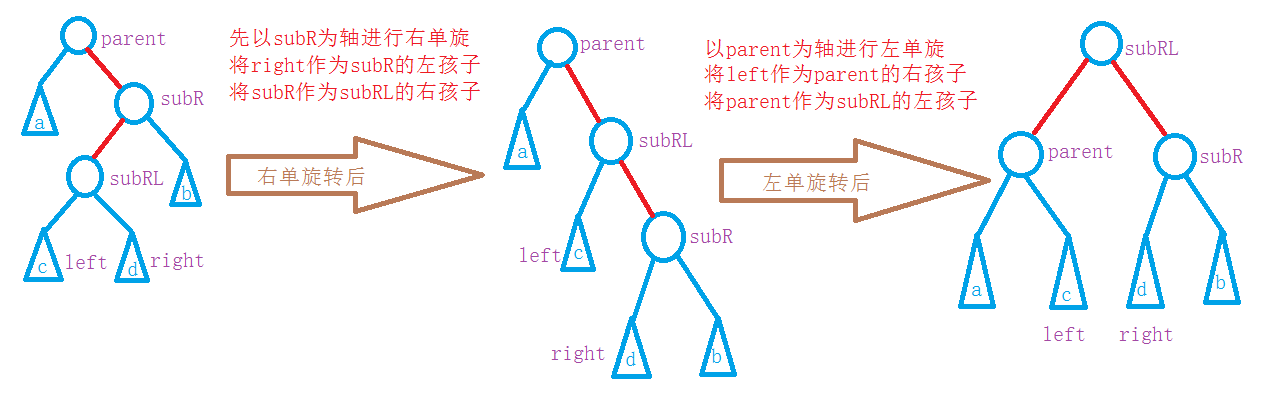 parent
a
subR
subRL
b
c
left
d
right
先以subR为轴进行右单旋
将right作为subR的左孩子
将subR作为subRL的右孩子
右单旋转后
parent
a
subRL
c
left
subR
right
d
b
以parent为轴进行左单旋
将left作为parent的右孩子
将parent作为subRL的左孩子
左单旋转后
subRL
parent
subR
a
c
d
b
left
right